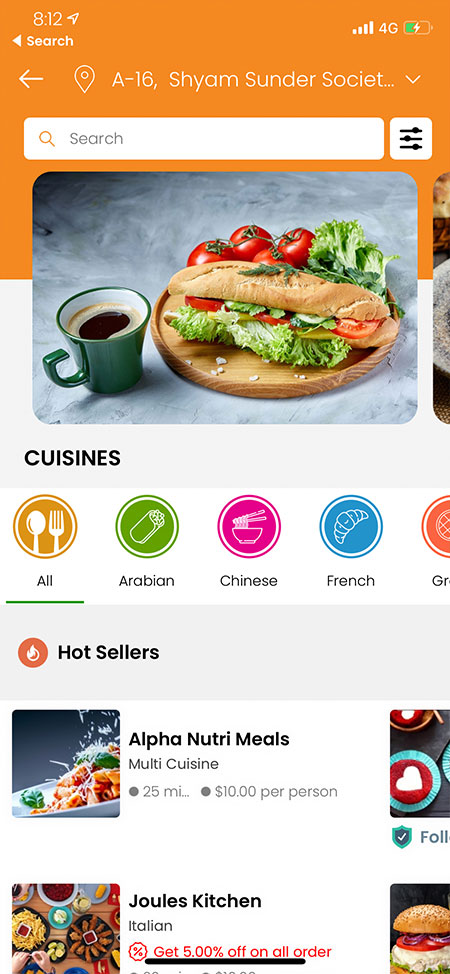 8:12
4G
Search
A-16, Shyam Sunder Societ...
Search
CUISINES
All
Arabian
Chinese
French
Gr
Hot Sellers
Alpha Nutri Meals
Multi Cuisine
25 mi...
$10.00 per person
Foll
Joules Kitchen
Italian
Get 5.00% off on all order